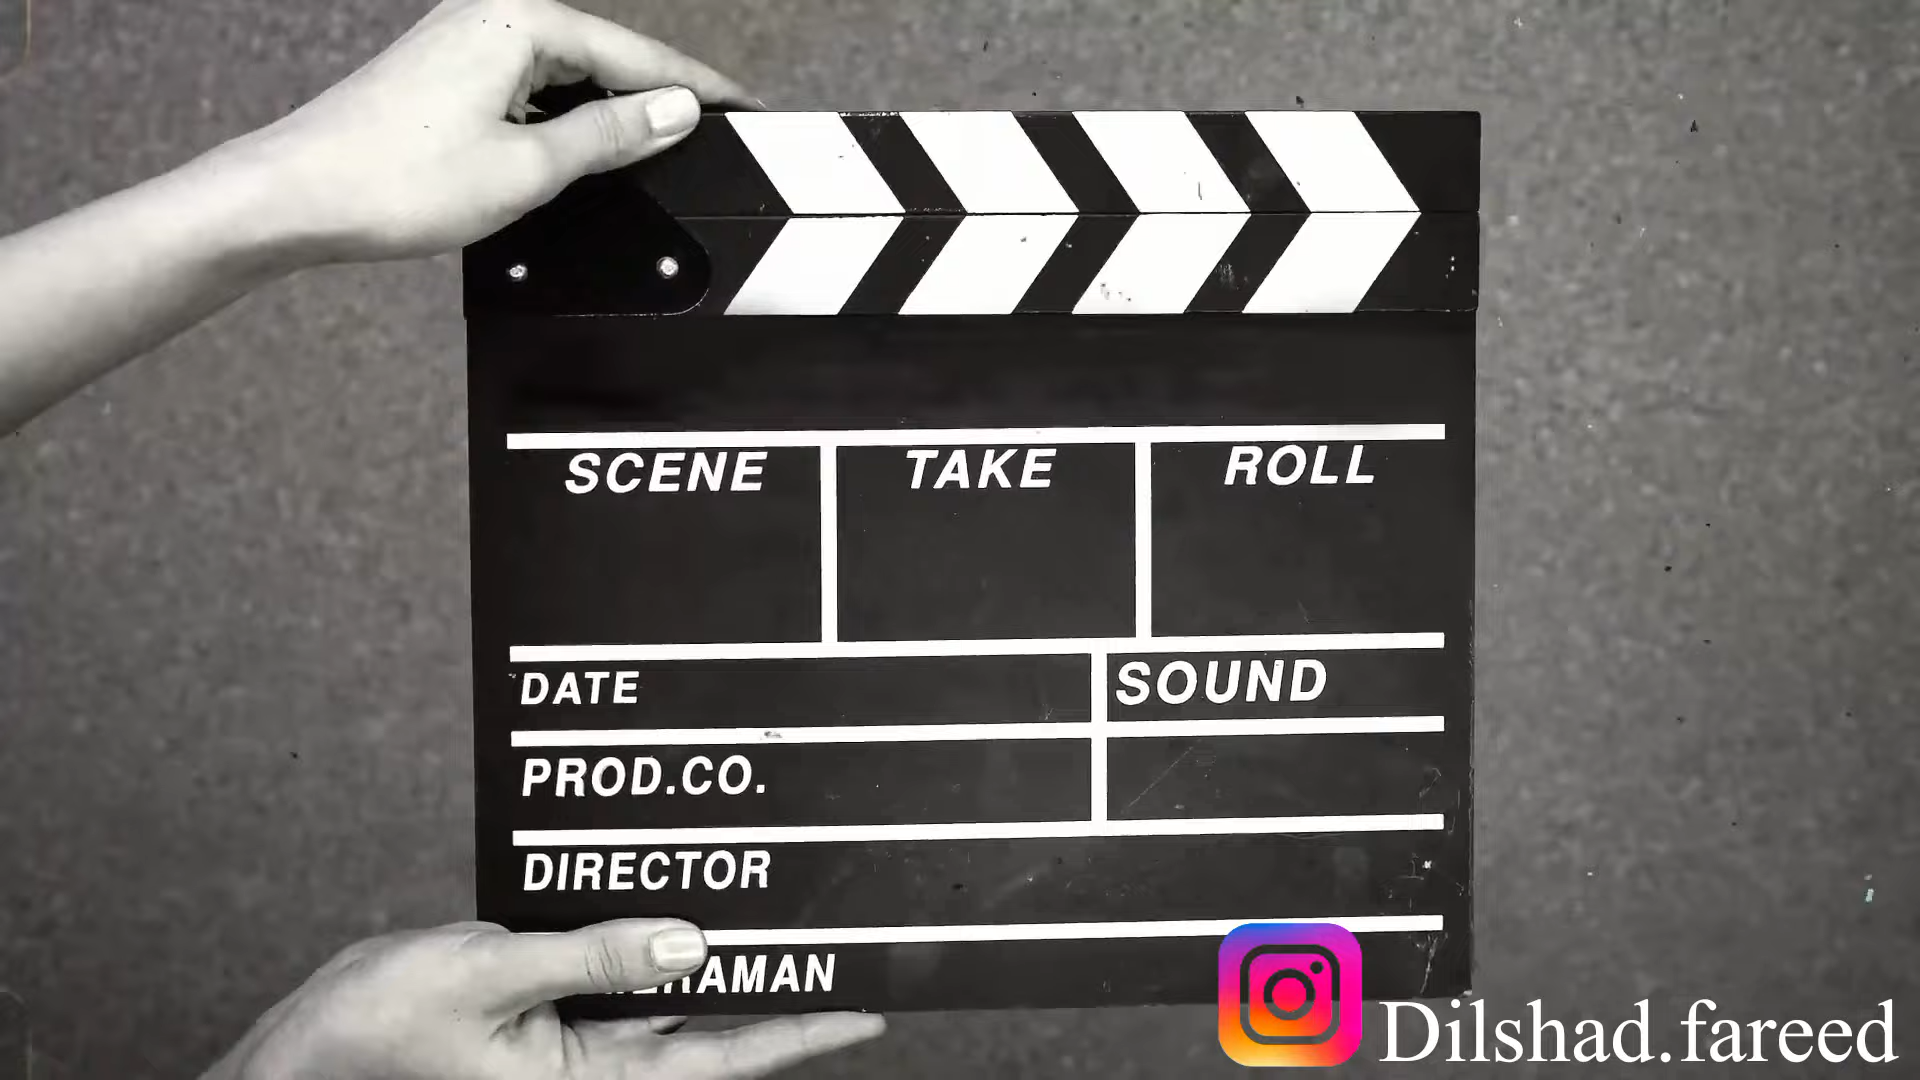 SCENE TAKE ROLL
DATE SOUND
PROD.CO.
DIRECTOR
Dilshad.fareed